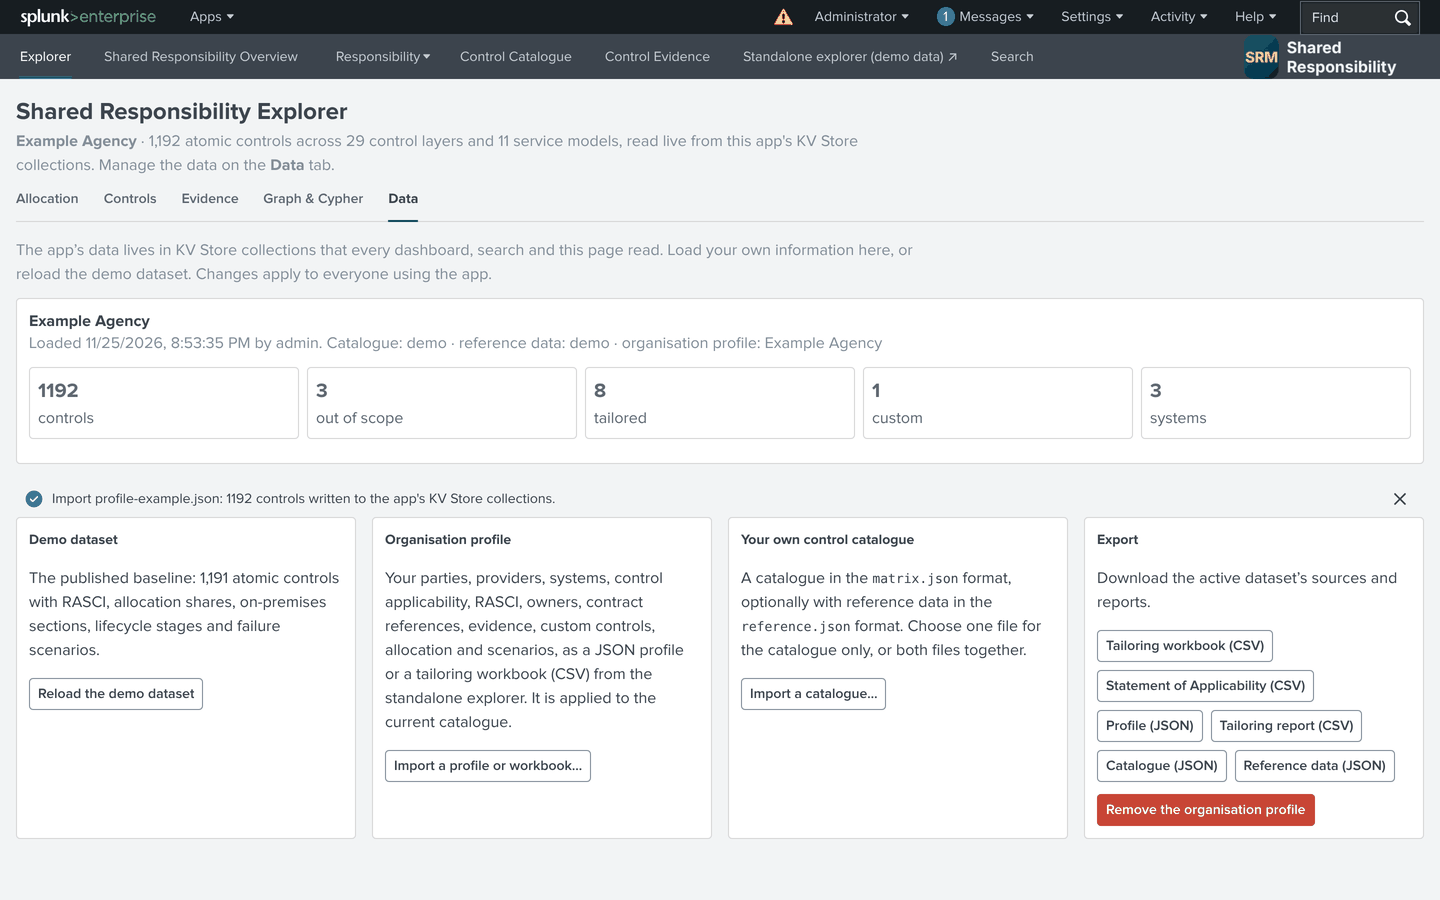 splunk>enterprise
Apps
Administrator
1 Messages
Settings
Activity
Help
Find
Explorer
Shared Responsibility Overview
Responsibility
Control Catalogue
Control Evidence
Standalone explorer (demo data) ↗
Search
SRM
Shared
Responsibility
Shared Responsibility Explorer
Example Agency · 1,192 atomic controls across 29 control layers and 11 service models, read live from this app's KV Store
collections. Manage the data on the Data tab.
Allocation
Controls
Evidence
Graph & Cypher
Data
The app’s data lives in KV Store collections that every dashboard, search and this page read. Load your own information here, or
reload the demo dataset. Changes apply to everyone using the app.
Example Agency
Loaded 11/25/2026, 8:53:35 PM by admin. Catalogue: demo · reference data: demo · organisation profile: Example Agency
1192
controls
3
out of scope
8
tailored
1
custom
3
systems
Import profile-example.json: 1192 controls written to the app's KV Store collections.
Demo dataset
The published baseline: 1,191 atomic controls
with RASCI, allocation shares, on-premises
sections, lifecycle stages and failure
scenarios.
Reload the demo dataset
Organisation profile
Your parties, providers, systems, control
applicability, RASCI, owners, contract
references, evidence, custom controls,
allocation and scenarios, as a JSON profile
or a tailoring workbook (CSV) from the
standalone explorer. It is applied to the
current catalogue.
Import a profile or workbook...
Your own control catalogue
A catalogue in the matrix.json format,
optionally with reference data in the
reference.json format. Choose one file for
the catalogue only, or both files together.
Import a catalogue...
Export
Download the active dataset’s sources and
reports.
Tailoring workbook (CSV)
Statement of Applicability (CSV)
Profile (JSON)
Tailoring report (CSV)
Catalogue (JSON)
Reference data (JSON)
Remove the organisation profile